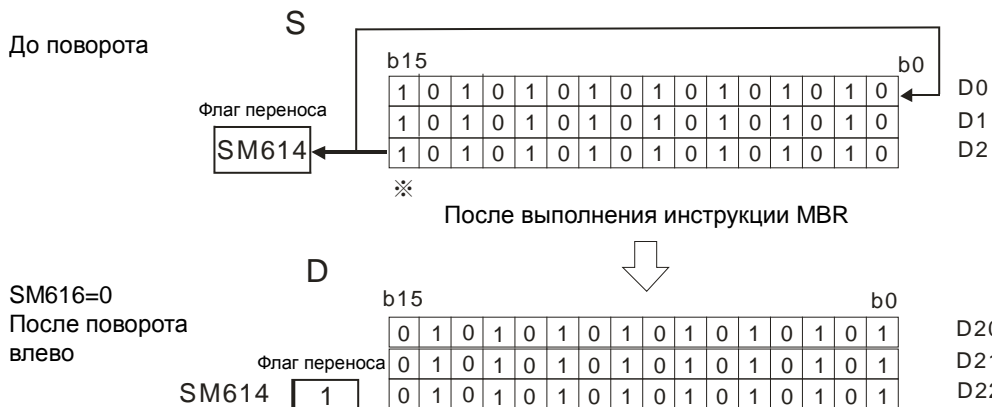 S
До поворота
b15 b0
1 0 1 0 1 0 1 0 1 0 1 0 1 0 1 0 D0
Флаг переноса
1 0 1 0 1 0 1 0 1 0 1 0 1 0 1 0 D1
SM614 1 0 1 0 1 0 1 0 1 0 1 0 1 0 1 0 D2
※
После выполнения инструкции MBR
D
SM616=0
b15 b0
После поворота
влево
0 1 0 1 0 1 0 1 0 1 0 1 0 1 0 1 D20
Флаг переноса 0 1 0 1 0 1 0 1 0 1 0 1 0 1 0 1 D21
SM614 1 0 1 0 1 0 1 0 1 0 1 0 1 0 1 0 1 D22